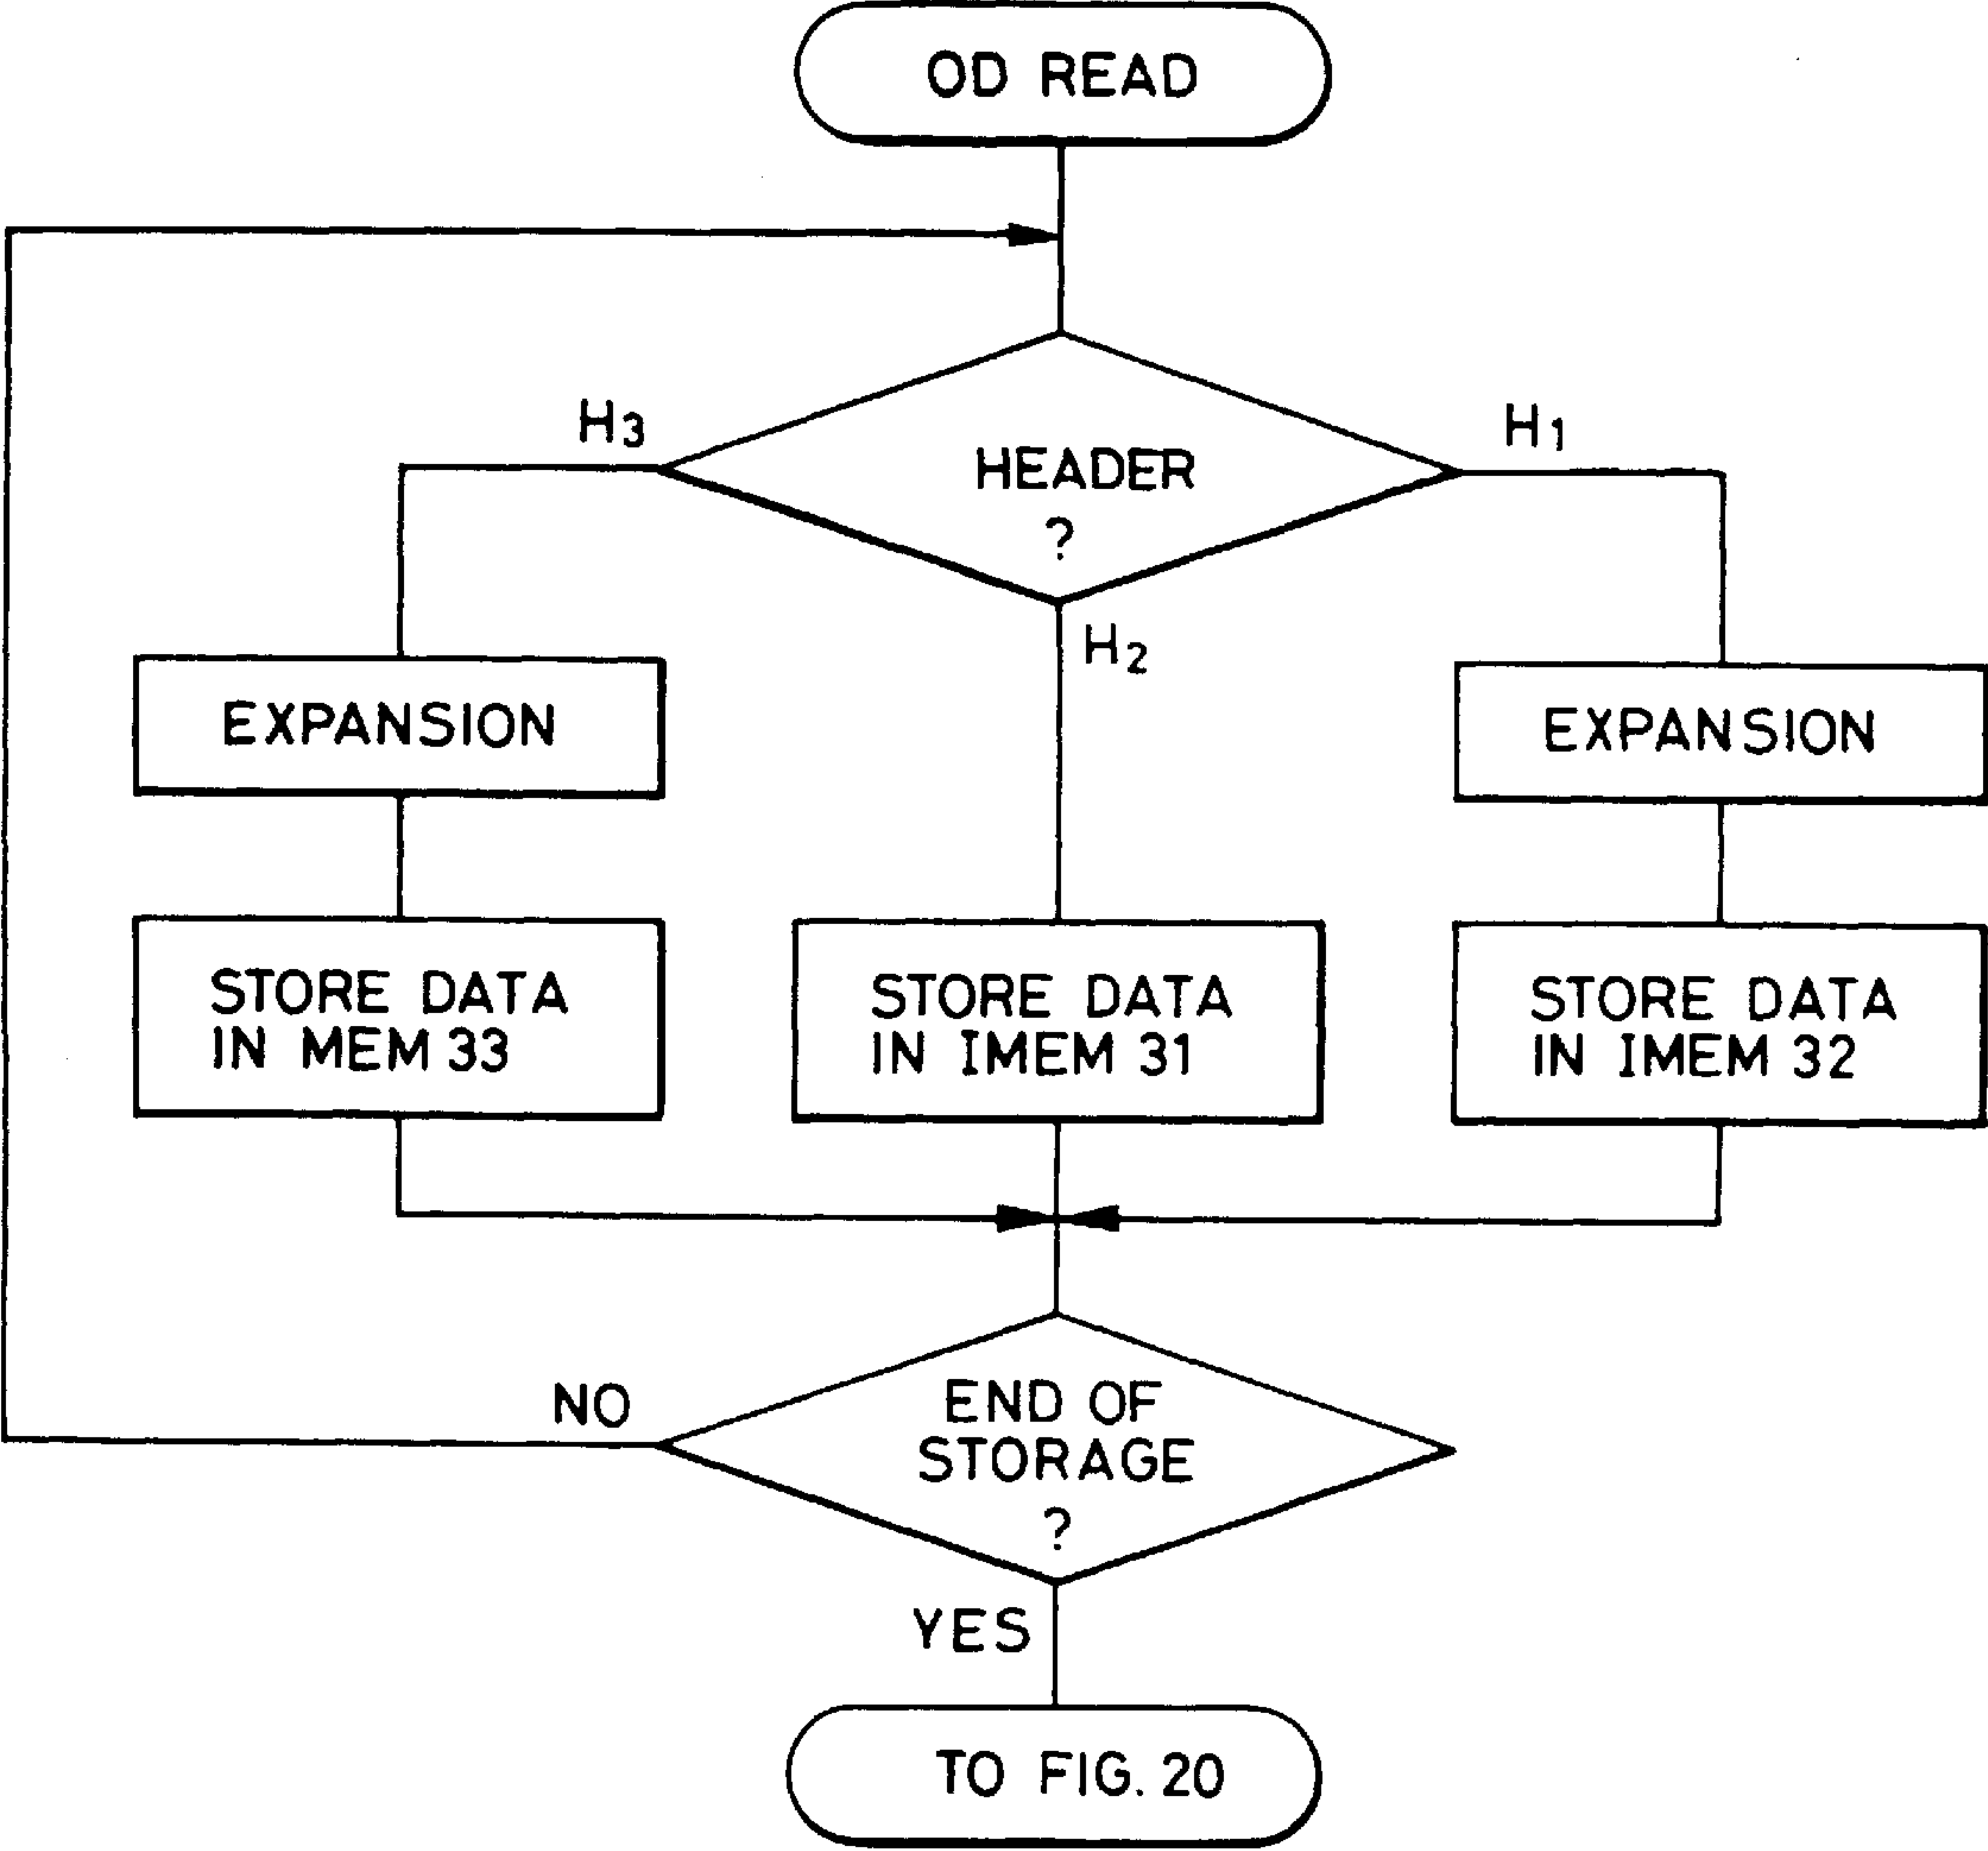 OD READ
H3
H1
HEADER
?
H2
EXPANSION
EXPANSION
STORE DATA
IN MEM 33
STORE DATA
IN IMEM 31
STORE DATA
IN IMEM 32
NO
END OF
STORAGE
?
YES
TO FIG. 20